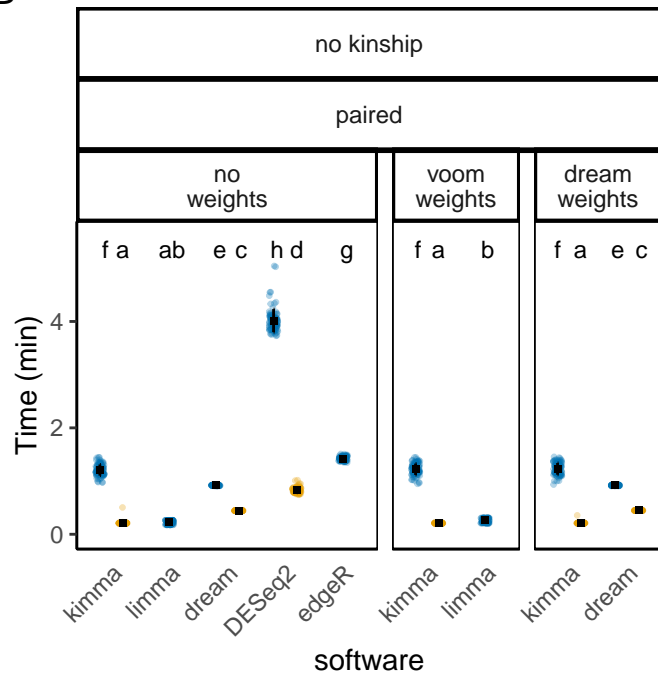 no kinship
paired
no
weights
voom
weights
dream
weights
f a ab e c h d g
f a b
f a e c
Time (min)
4
2
0
kimma
limma
dream
DESeq2
edgeR
kimma
limma
kimma
dream
software